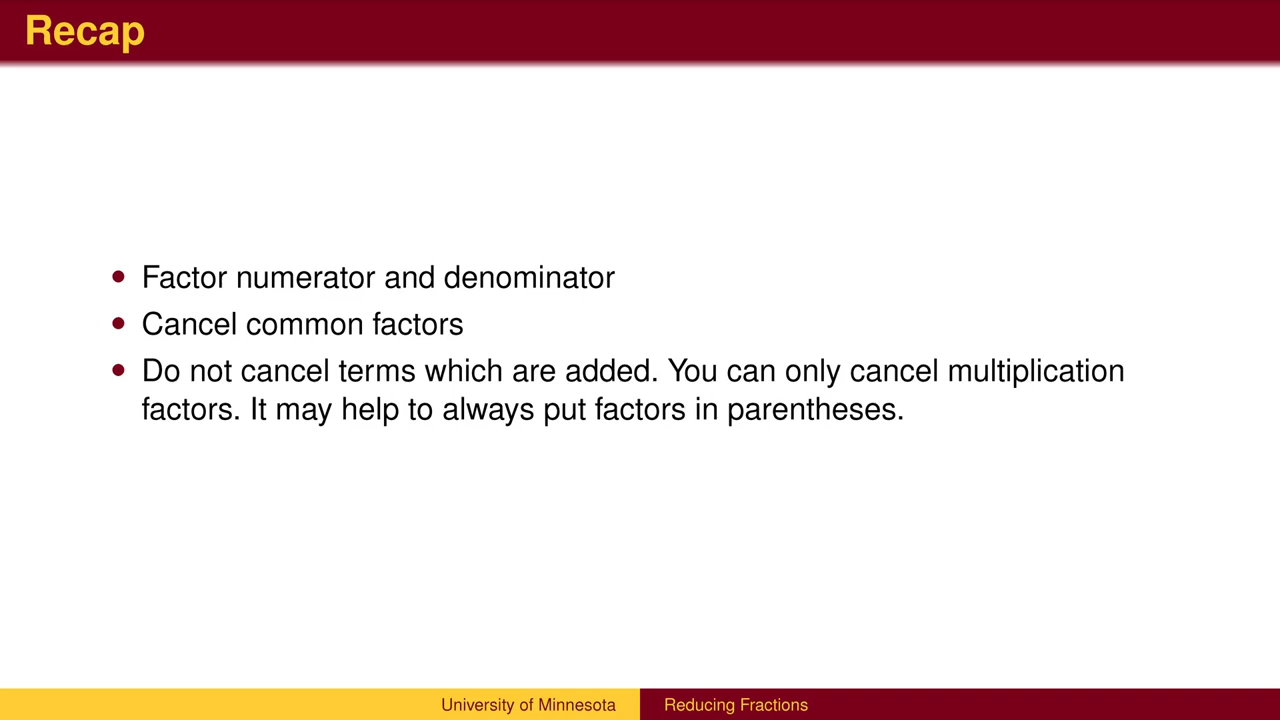 Recap
• Factor numerator and denominator
• Cancel common factors
• Do not cancel terms which are added. You can only cancel multiplication
factors. It may help to always put factors in parentheses.
University of Minnesota
Reducing Fractions